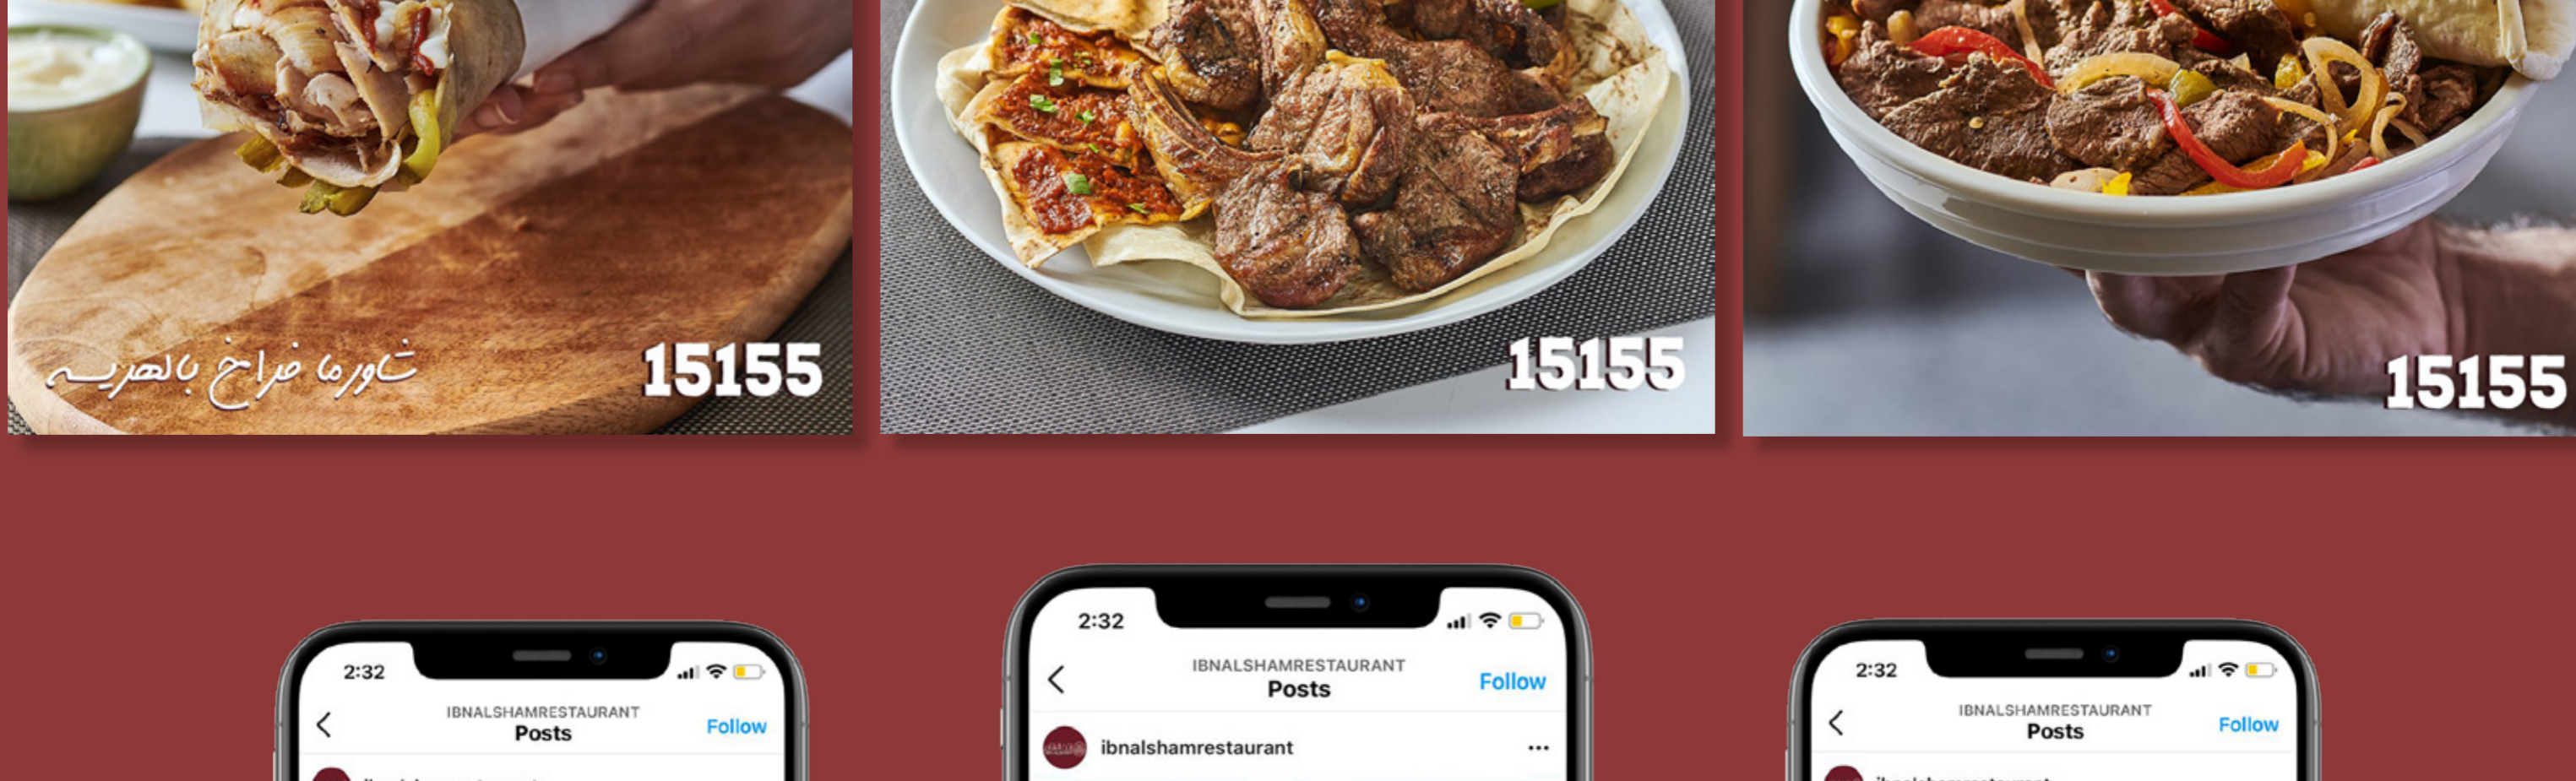 شاورما فراخ بالهريسه
15155
15155
15155
2:32
IBNALSHAMRESTAURANT
Posts
Follow
2:32
IBNALSHAMRESTAURANT
Posts
Follow
ibnalshamrestaurant
2:32
IBNALSHAMRESTAURANT
Posts
Follow